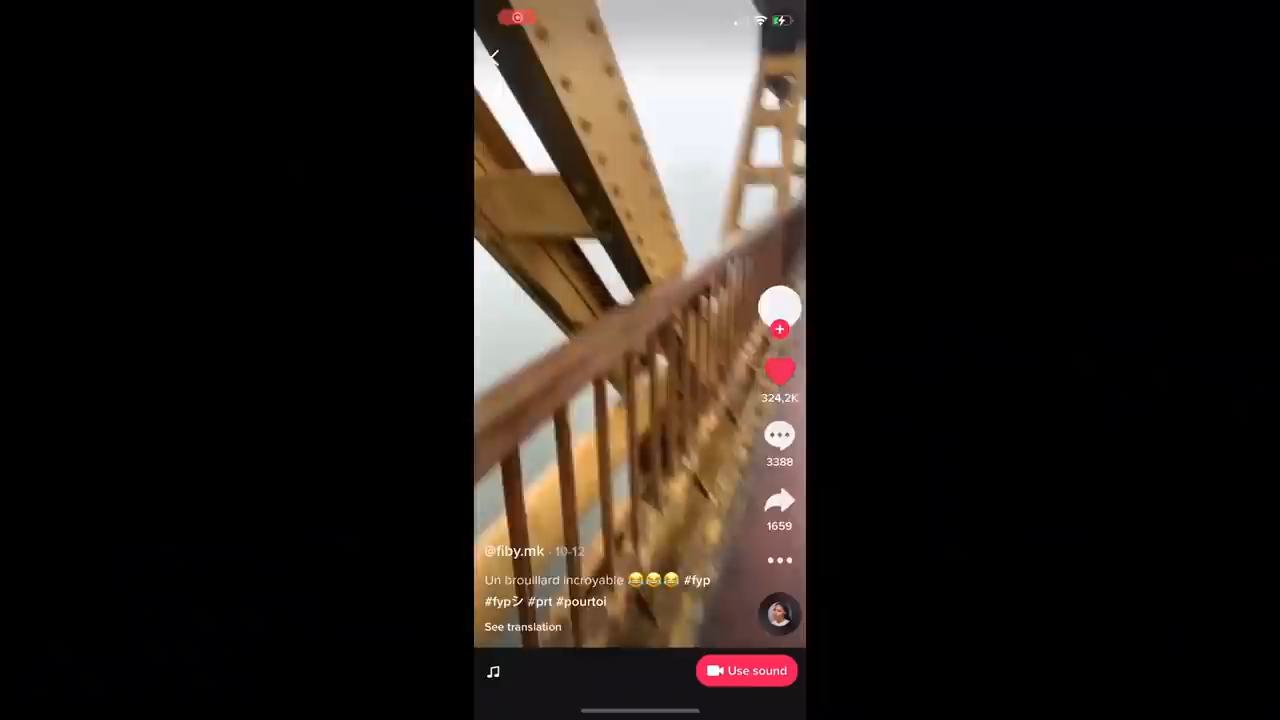 324,2K
3388
1659
@fiby.mk · 10-12
Un brouillard incroyable 😂😂😂 #fyp
#fypシ #prt #pourtoi
See translation
Use sound